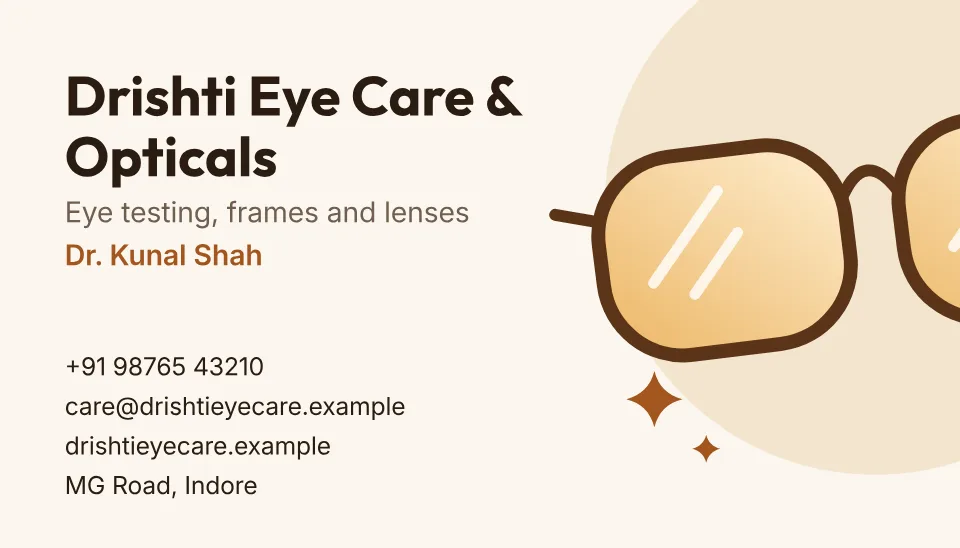 Drishti Eye Care &
Opticals
Eye testing, frames and lenses
Dr. Kunal Shah
+91 98765 43210
care@drishtieyecare.example
drishtieyecare.example
MG Road, Indore